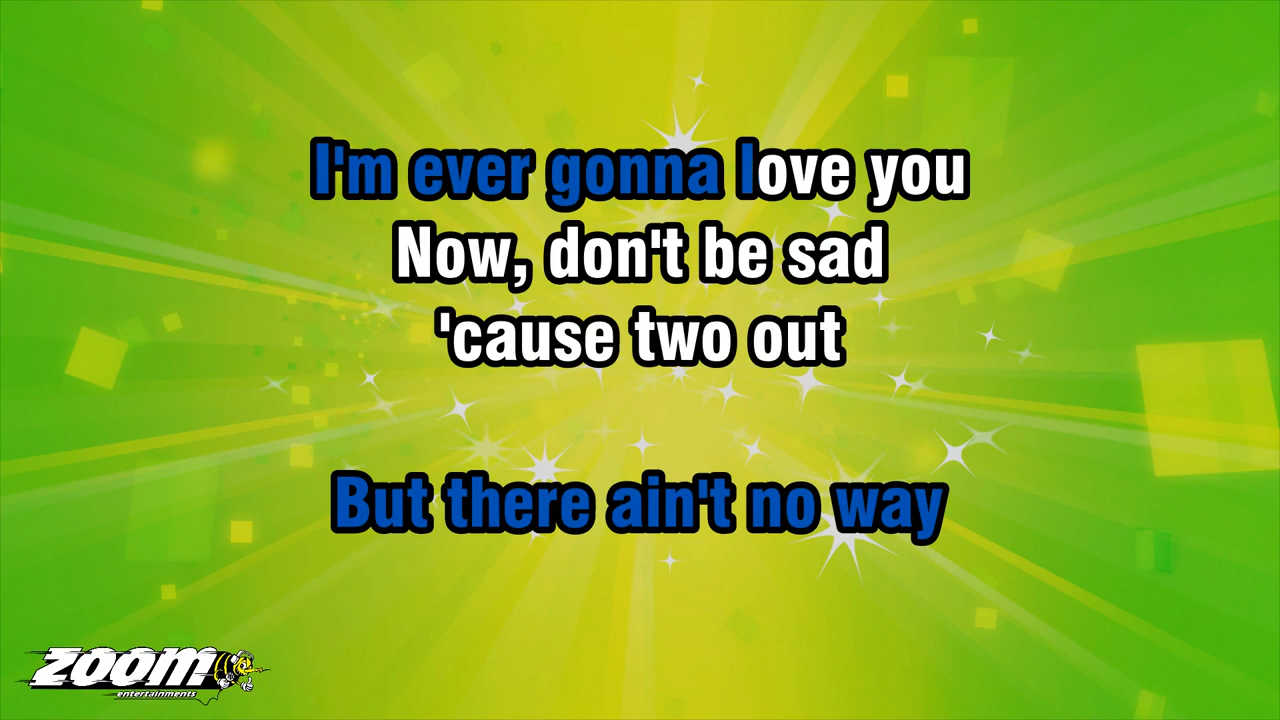 I'm ever gonna love you
Now, don't be sad
'cause two out
But there ain't no way
ZOOM
entertainments